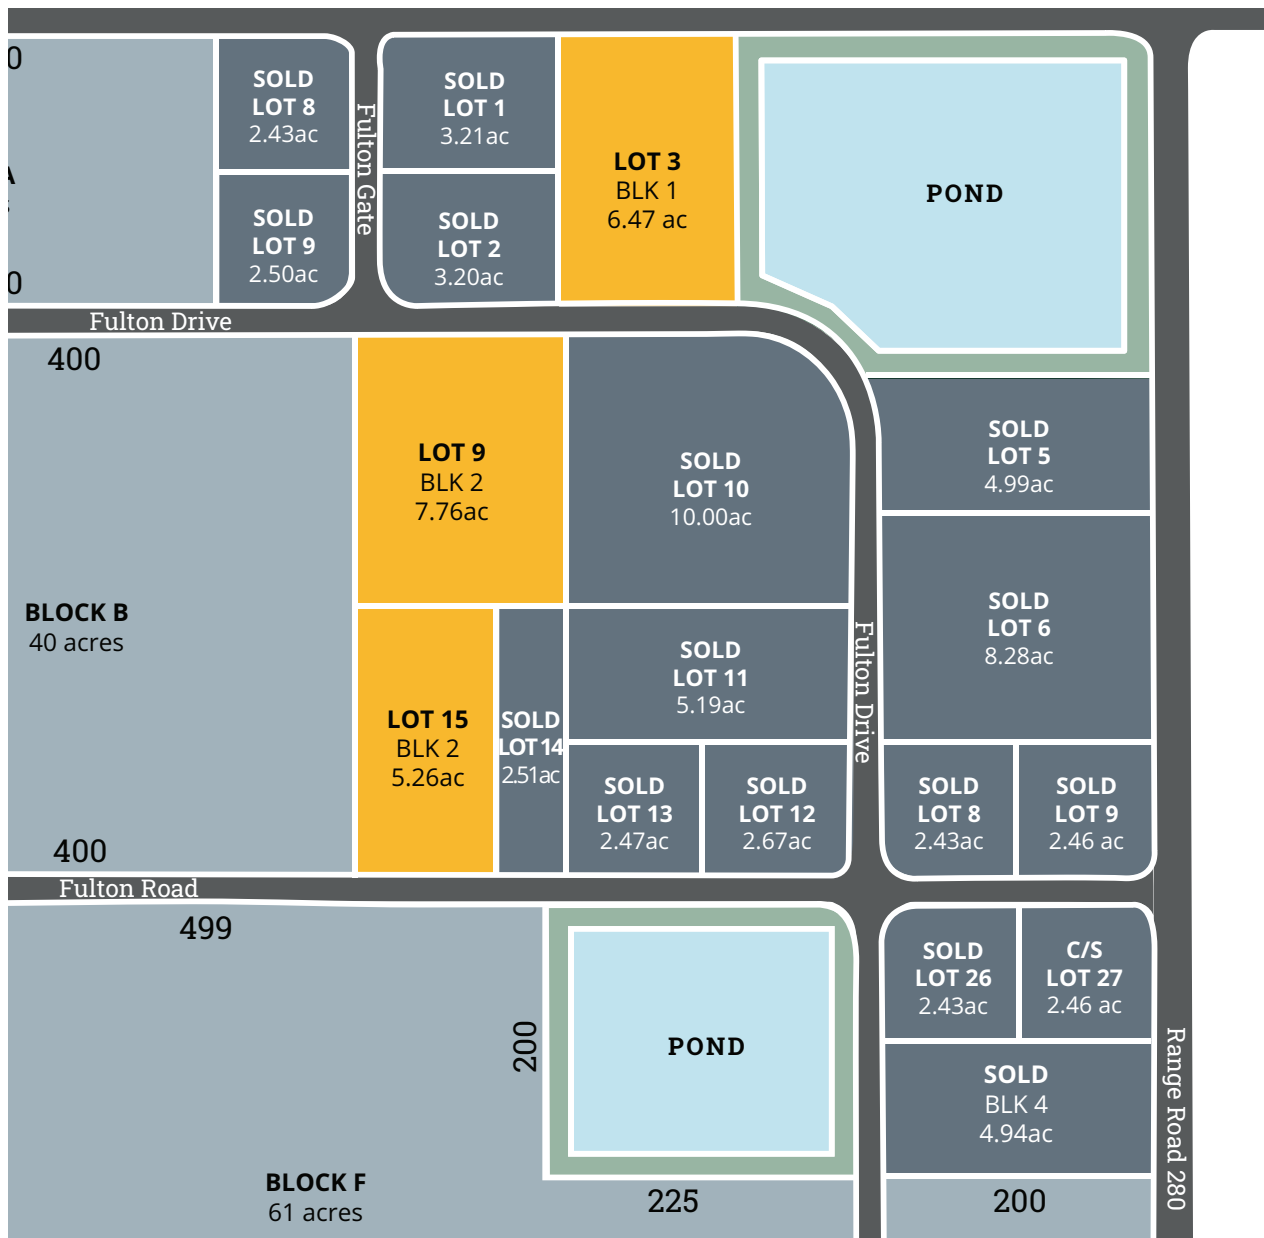 0
A
0
SOLD
LOT 8
2.43ac
SOLD
LOT 9
2.50ac
Fulton Gate
SOLD
LOT 1
3.21ac
SOLD
LOT 2
3.20ac
LOT 3
BLK 1
6.47 ac
POND
Fulton Drive
400
LOT 9
BLK 2
7.76ac
SOLD
LOT 10
10.00ac
SOLD
LOT 5
4.99ac
SOLD
LOT 6
8.28ac
BLOCK B
40 acres
LOT 15
BLK 2
5.26ac
SOLD
LOT 14
2.51ac
SOLD
LOT 11
5.19ac
Fulton Drive
SOLD
LOT 13
2.47ac
SOLD
LOT 12
2.67ac
SOLD
LOT 8
2.43ac
SOLD
LOT 9
2.46 ac
400
Fulton Road
499
200
POND
SOLD
LOT 26
2.43ac
C/S
LOT 27
2.46 ac
SOLD
BLK 4
4.94ac
Range Road 280
BLOCK F
61 acres
225
200